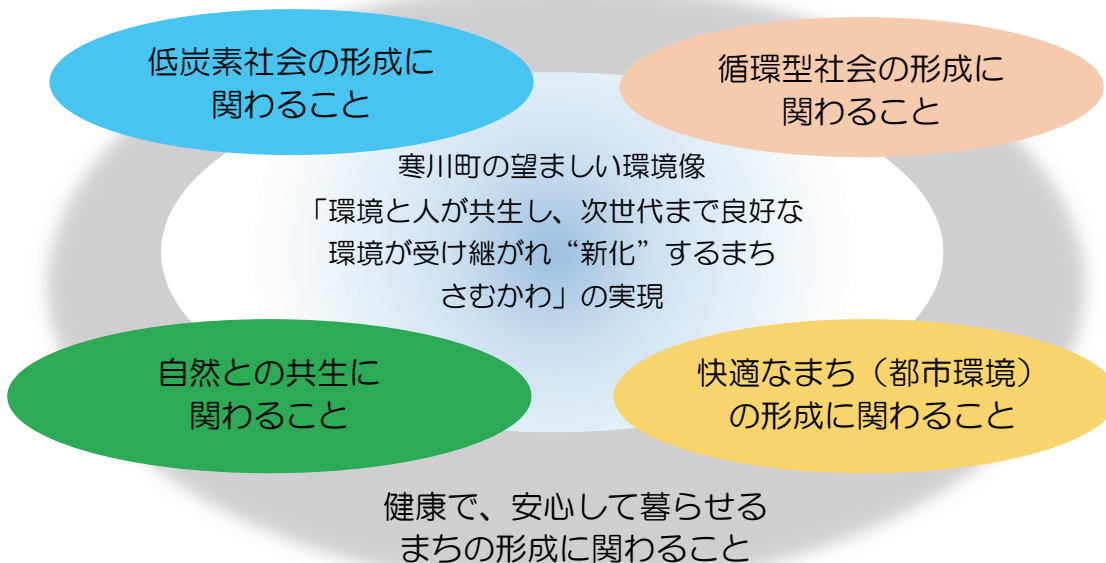 低炭素社会の形成に
関わること
循環型社会の形成に
関わること
寒川町の望ましい環境像
「環境と人が共生し、次世代まで良好な
環境が受け継がれ“新化”するまち
さむかわ」の実現
自然との共生に
関わること
快適なまち（都市環境）
の形成に関わること
健康で、安心して暮らせる
まちの形成に関わること